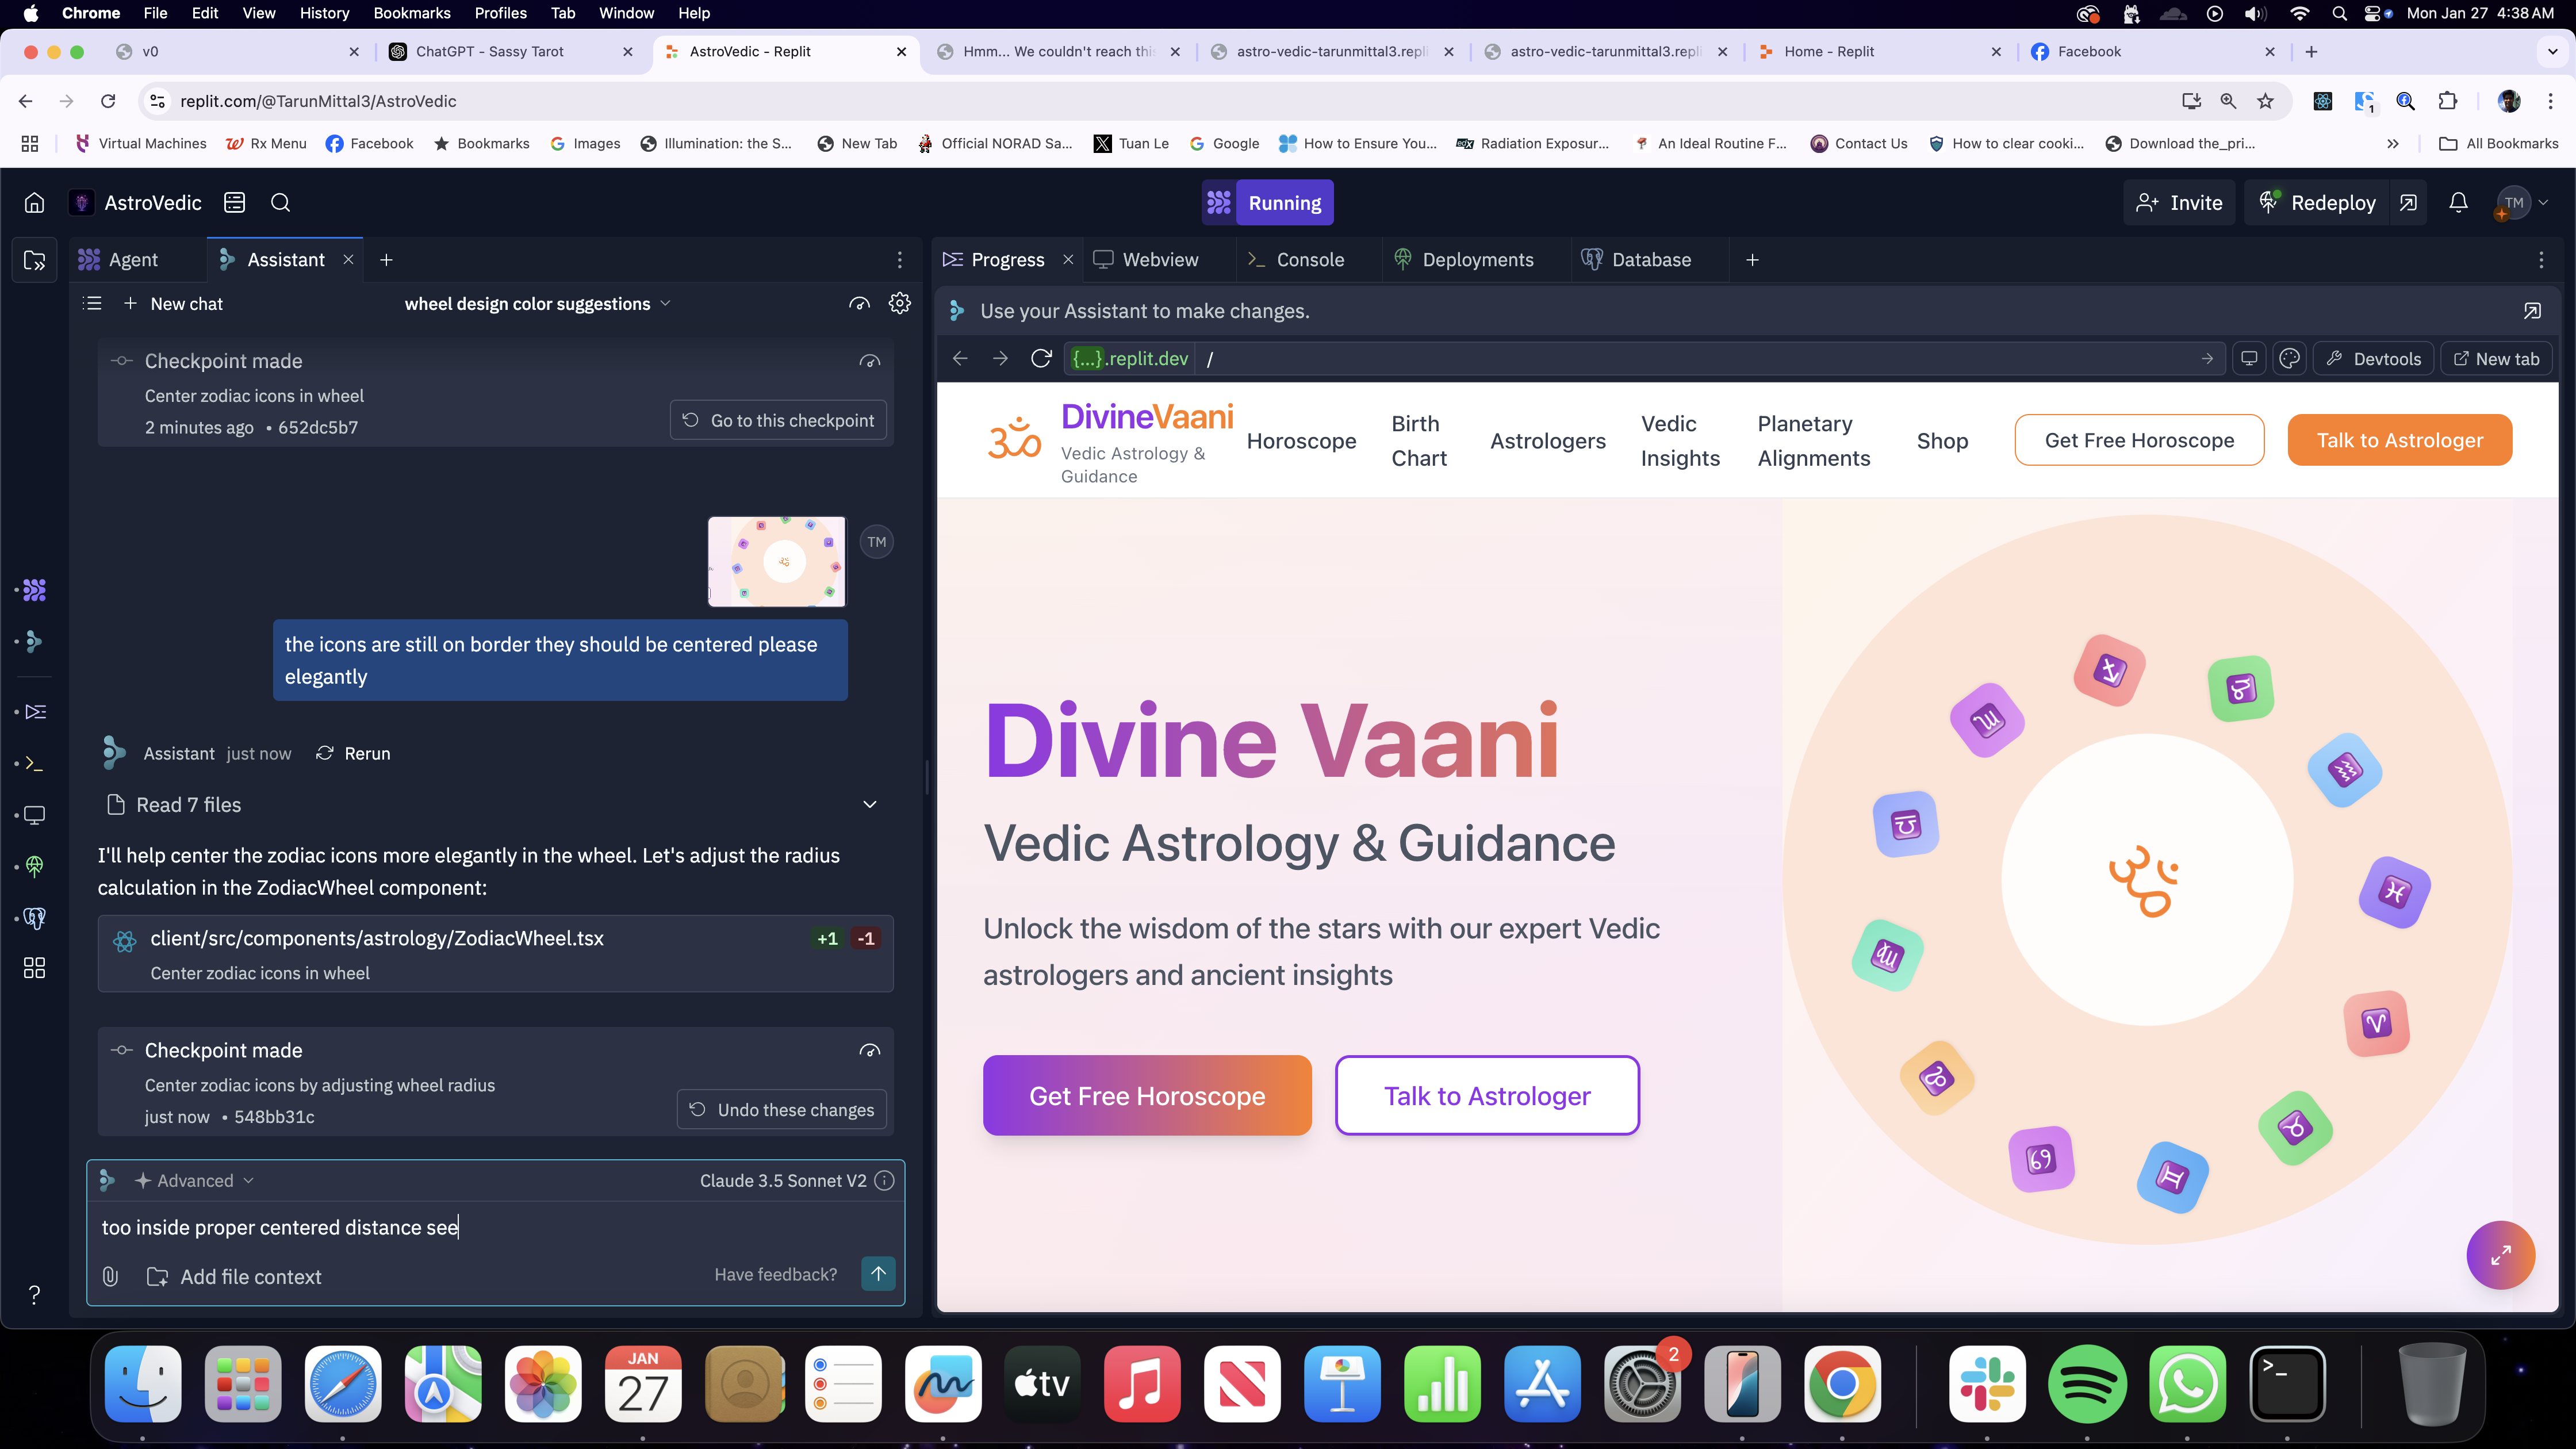 Chrome File Edit View History Bookmarks Profiles Tab Window Help Mon Jan 27 4:38 AM
v0 ChatGPT - Sassy Tarot AstroVedic - Replit Hmm... We couldn't reach thi astro-vedic-tarunmittal3.repl astro-vedic-tarunmittal3.repl Home - Replit Facebook
replit.com/@TarunMittal3/AstroVedic 1
Virtual Machines Rx Menu Facebook Bookmarks Images Illumination: the S... New Tab Official NORAD Sa... Tuan Le Google How to Ensure You... Radiation Exposur... An Ideal Routine F... Contact Us How to clear cooki... Download the_pri... All Bookmarks
AstroVedic Running Invite Redeploy TM
Agent Assistant
New chat wheel design color suggestions
Checkpoint made
Center zodiac icons in wheel
2 minutes ago • 652dc5b7 Go to this checkpoint
TM
the icons are still on border they should be centered please
elegantly
Assistant just now Rerun
Read 7 files
I'll help center the zodiac icons more elegantly in the wheel. Let's adjust the radius
calculation in the ZodiacWheel component:
client/src/components/astrology/ZodiacWheel.tsx +1 -1
Center zodiac icons in wheel
Checkpoint made
Center zodiac icons by adjusting wheel radius
just now • 548bb31c Undo these changes
Advanced Claude 3.5 Sonnet V2
too inside proper centered distance see
Add file context Have feedback?
?
Progress Webview Console Deployments Database
Use your Assistant to make changes.
{...}.replit.dev / Devtools New tab
ॐ
DivineVaani
Vedic Astrology &
Guidance
Horoscope
Birth
Chart
Astrologers
Vedic
Insights
Planetary
Alignments
Shop
Get Free Horoscope
Talk to Astrologer
Divine Vaani
Vedic Astrology & Guidance
Unlock the wisdom of the stars with our expert Vedic
astrologers and ancient insights
Get Free Horoscope Talk to Astrologer
♐ ♑ ♒ ♓ ♈ ♉ ♊ ♋ ♌ ♍ ♎ ♏
ॐ
JAN
27
tv
2